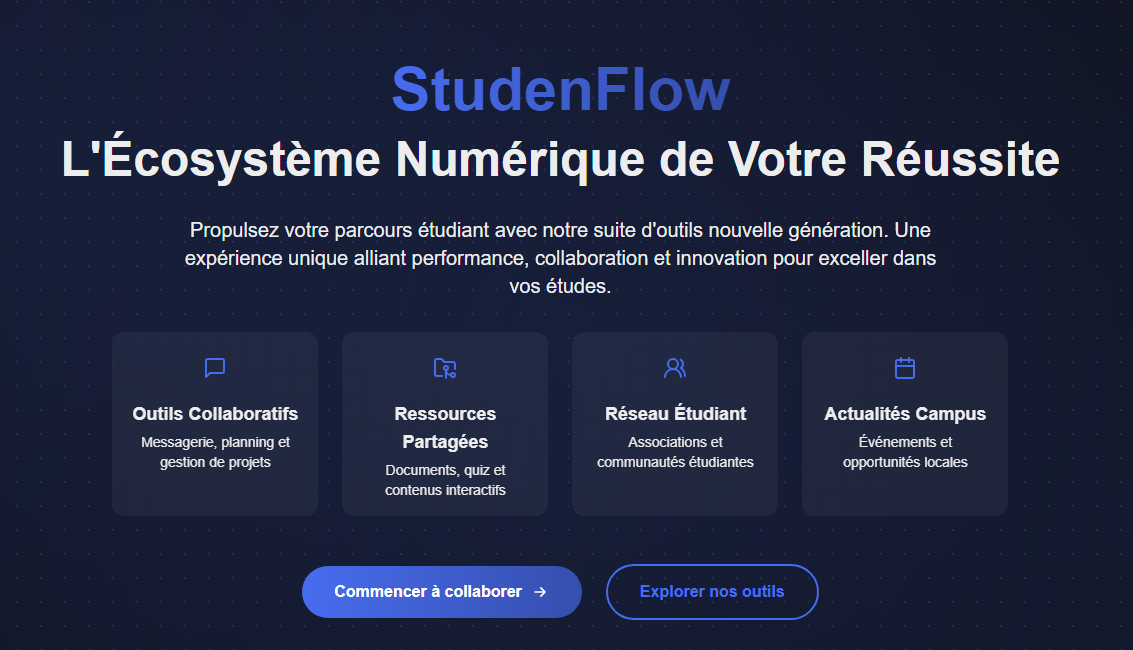 StudenFlow
L'Écosystème Numérique de Votre Réussite
Propulsez votre parcours étudiant avec notre suite d'outils nouvelle génération. Une
expérience unique alliant performance, collaboration et innovation pour exceller dans
vos études.
Outils Collaboratifs
Messagerie, planning et
gestion de projets
Ressources
Partagées
Documents, quiz et
contenus interactifs
Réseau Étudiant
Associations et
communautés étudiantes
Actualités Campus
Événements et
opportunités locales
Commencer à collaborer →
Explorer nos outils